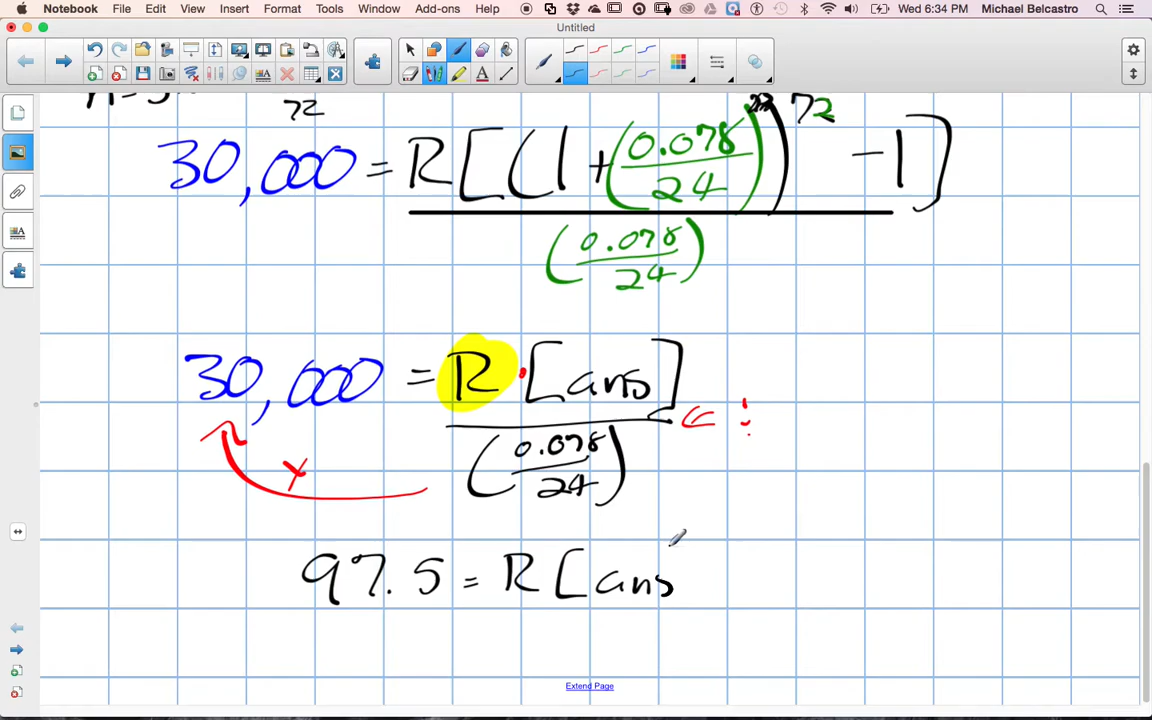 Notebook File Edit View Insert Format Tools Window Add-ons Help Wed 6:34 PM Michael Belcastro
Untitled
72
72
30,000 = R[(1+(0.078/24))^72 -1]
(0.078/24)
30,000 = R·[ans]
(0.078/24)
x
÷
97.5 = R[ans
Extend Page